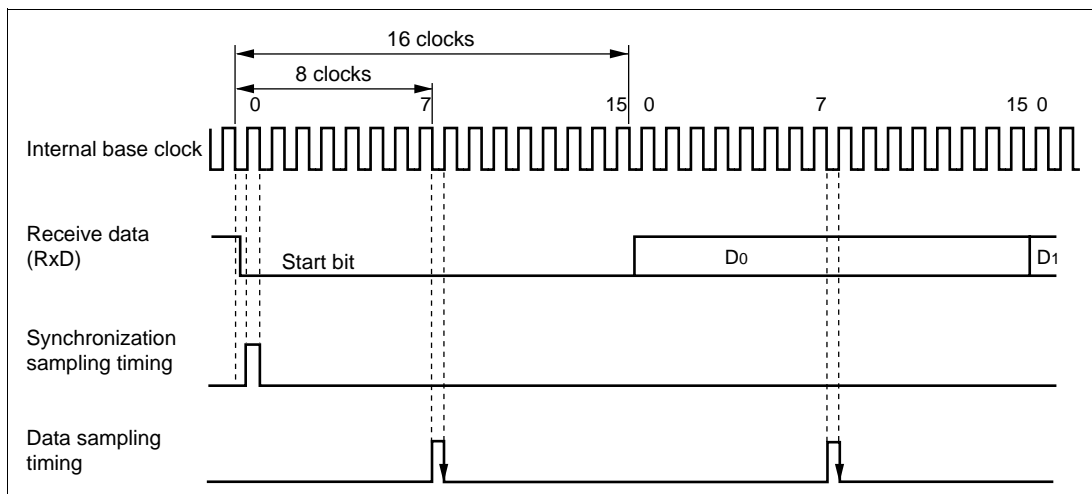 16 clocks
8 clocks
0 7 15 0 7 15 0
Internal base clock
Receive data
(RxD)
Start bit D0 D1
Synchronization
sampling timing
Data sampling
timing